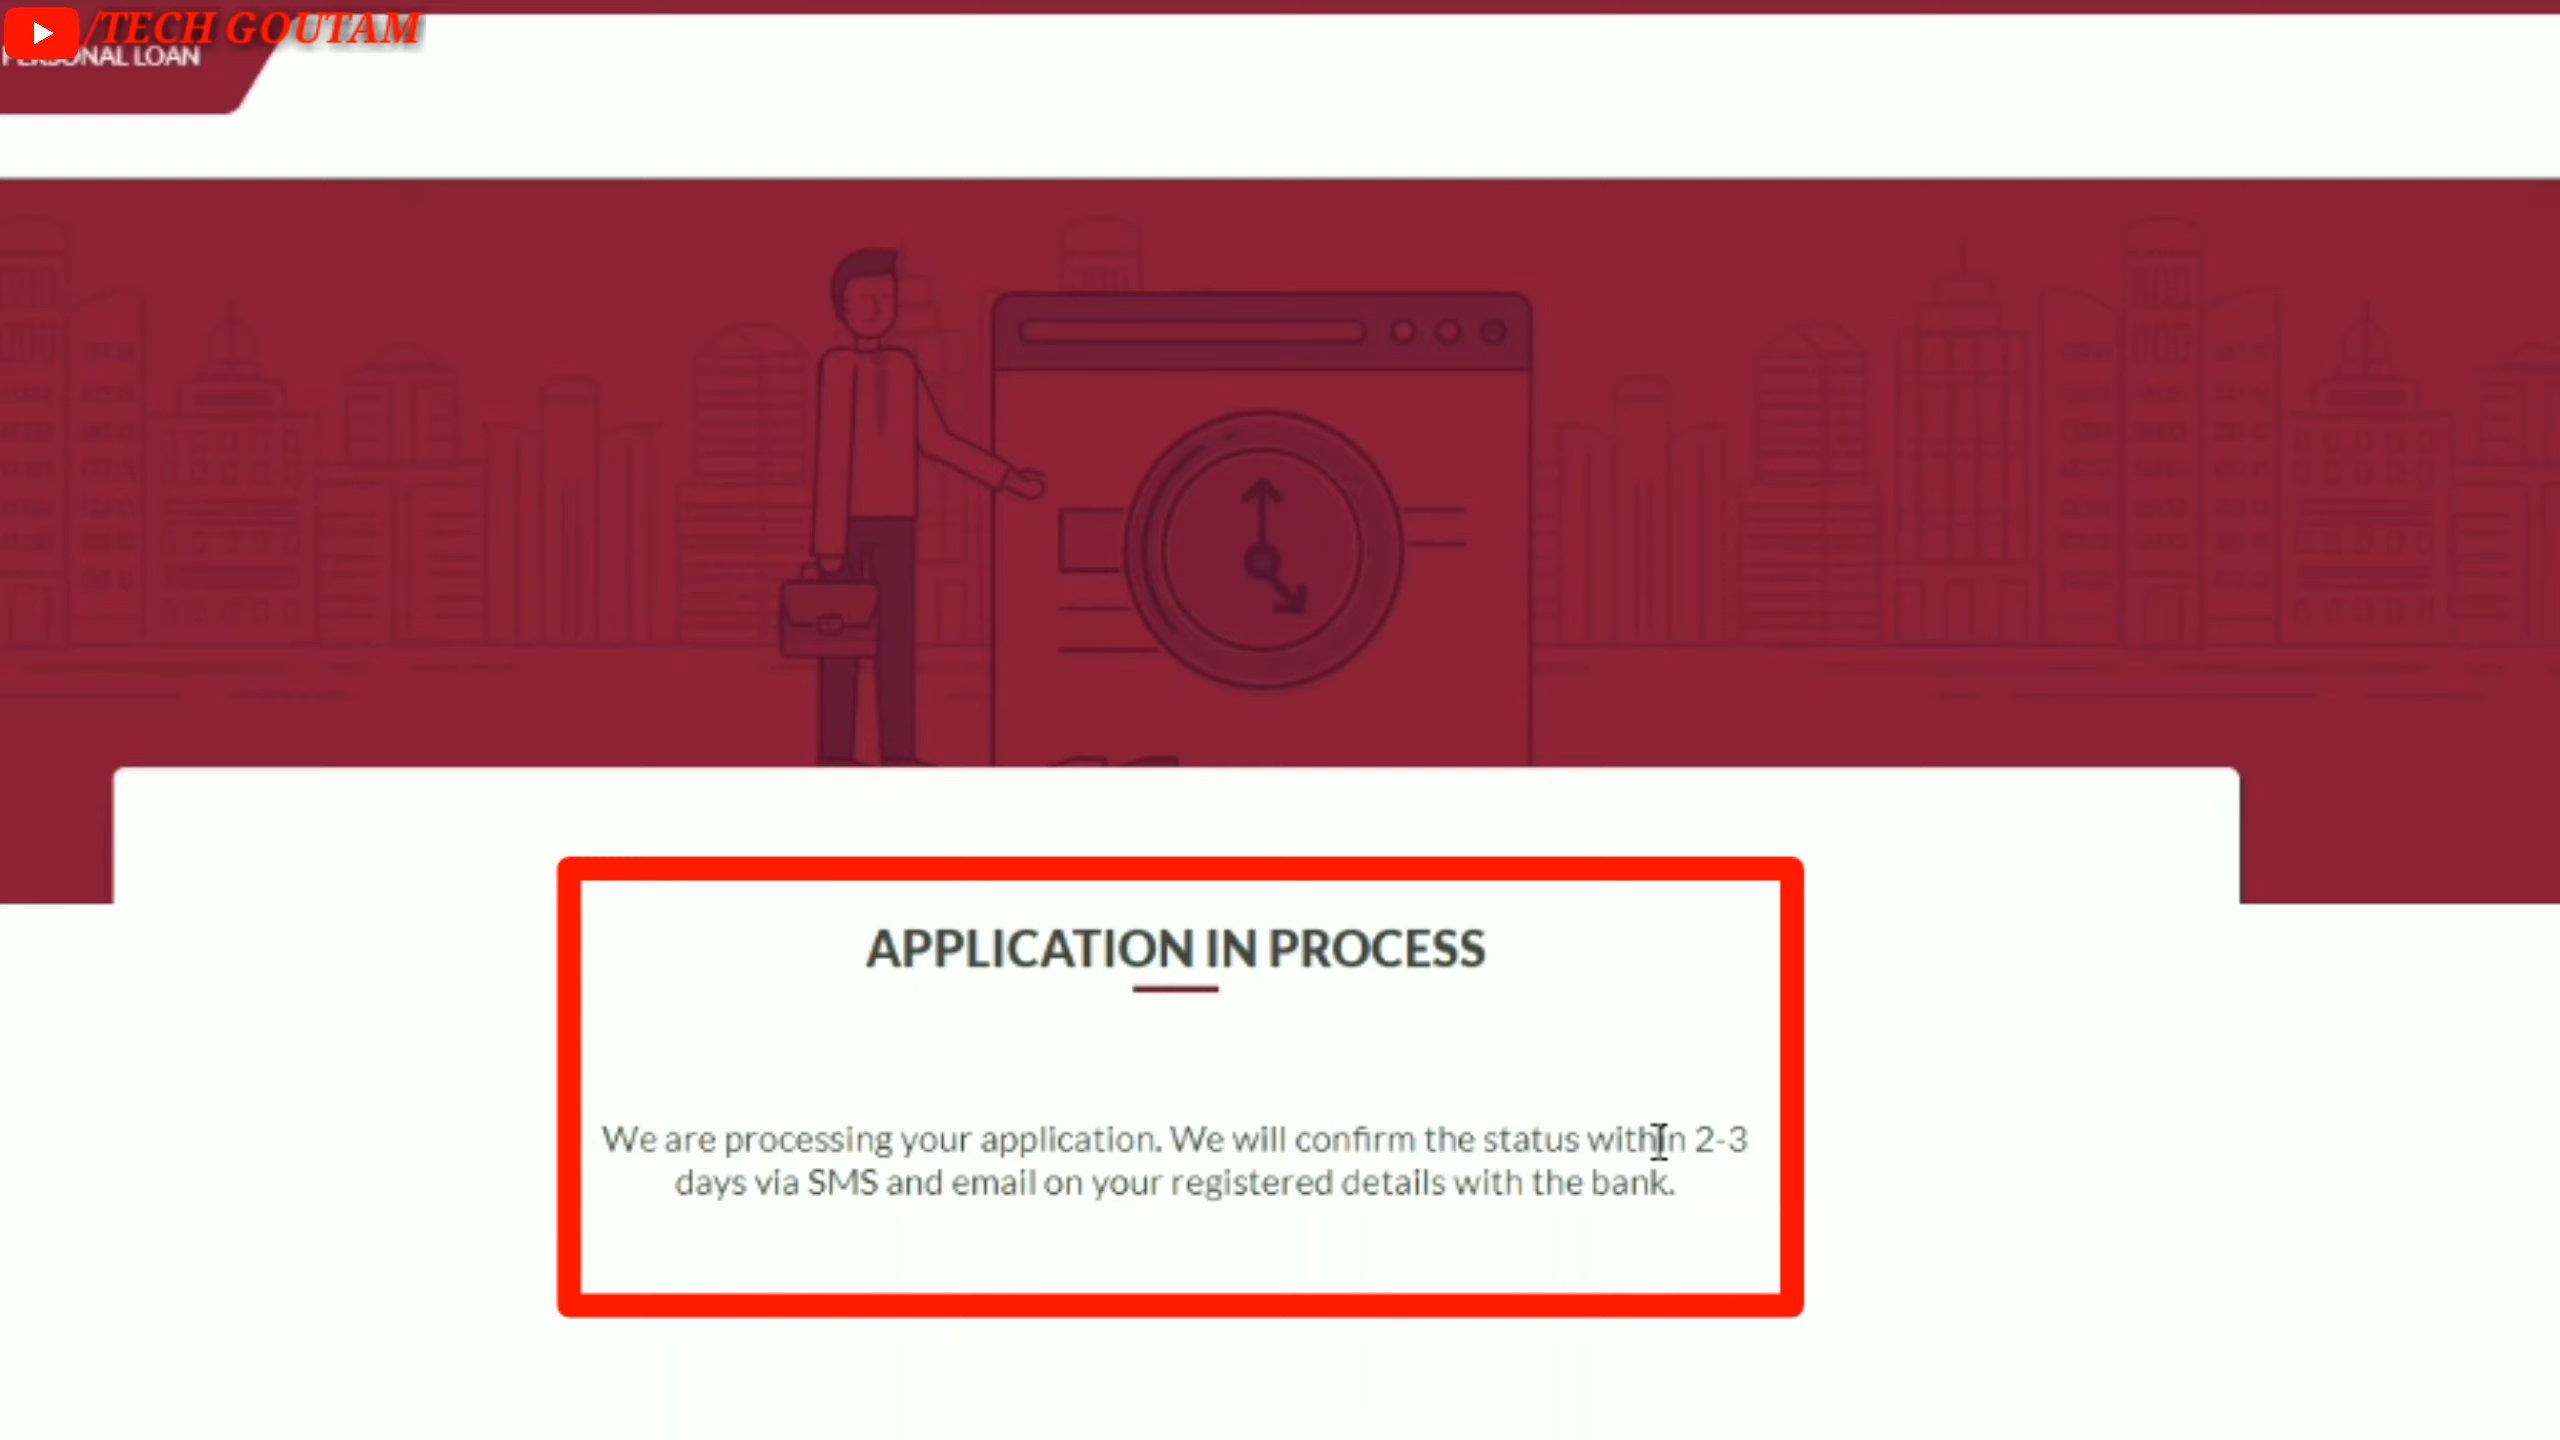 /TECH GOUTAM
PERSONAL LOAN
APPLICATION IN PROCESS
We are processing your application. We will confirm the status within 2-3
days via SMS and email on your registered details with the bank.